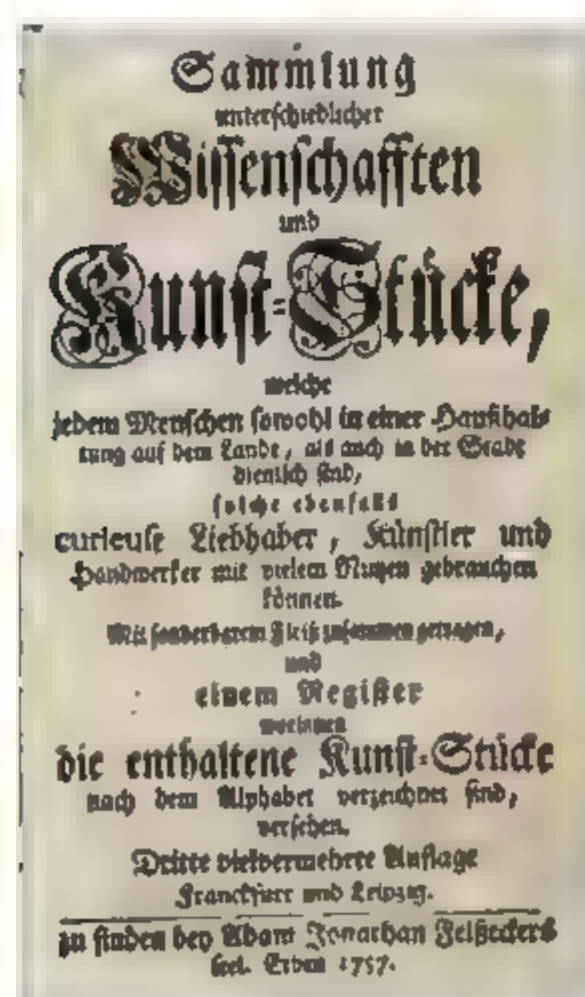 Sammlung
unterschiedlicher
Wissenschafften
und
Kunst-Stücke,
welche
jedem Menschen sowohl in einer Haußhal-
tung auf dem Lande, als auch in der Stadt
dienlich sind,
solche ebenfalls
curieuse Liebhaber, Künstler und
Handwerker mit vielem Nutzen gebrauchen
können.
Mit sonderbarem Fleiß zusammen getragen,
und
einem Register
worinnen
die enthaltene Kunst-Stücke
nach dem Alphabet verzeichnet sind,
versehen.
Dritte vielvermehrte Auflage
Franckfurt und Leipzig.
zu finden bey Adam Jonathan Felßeckers
seel. Erben 1757.